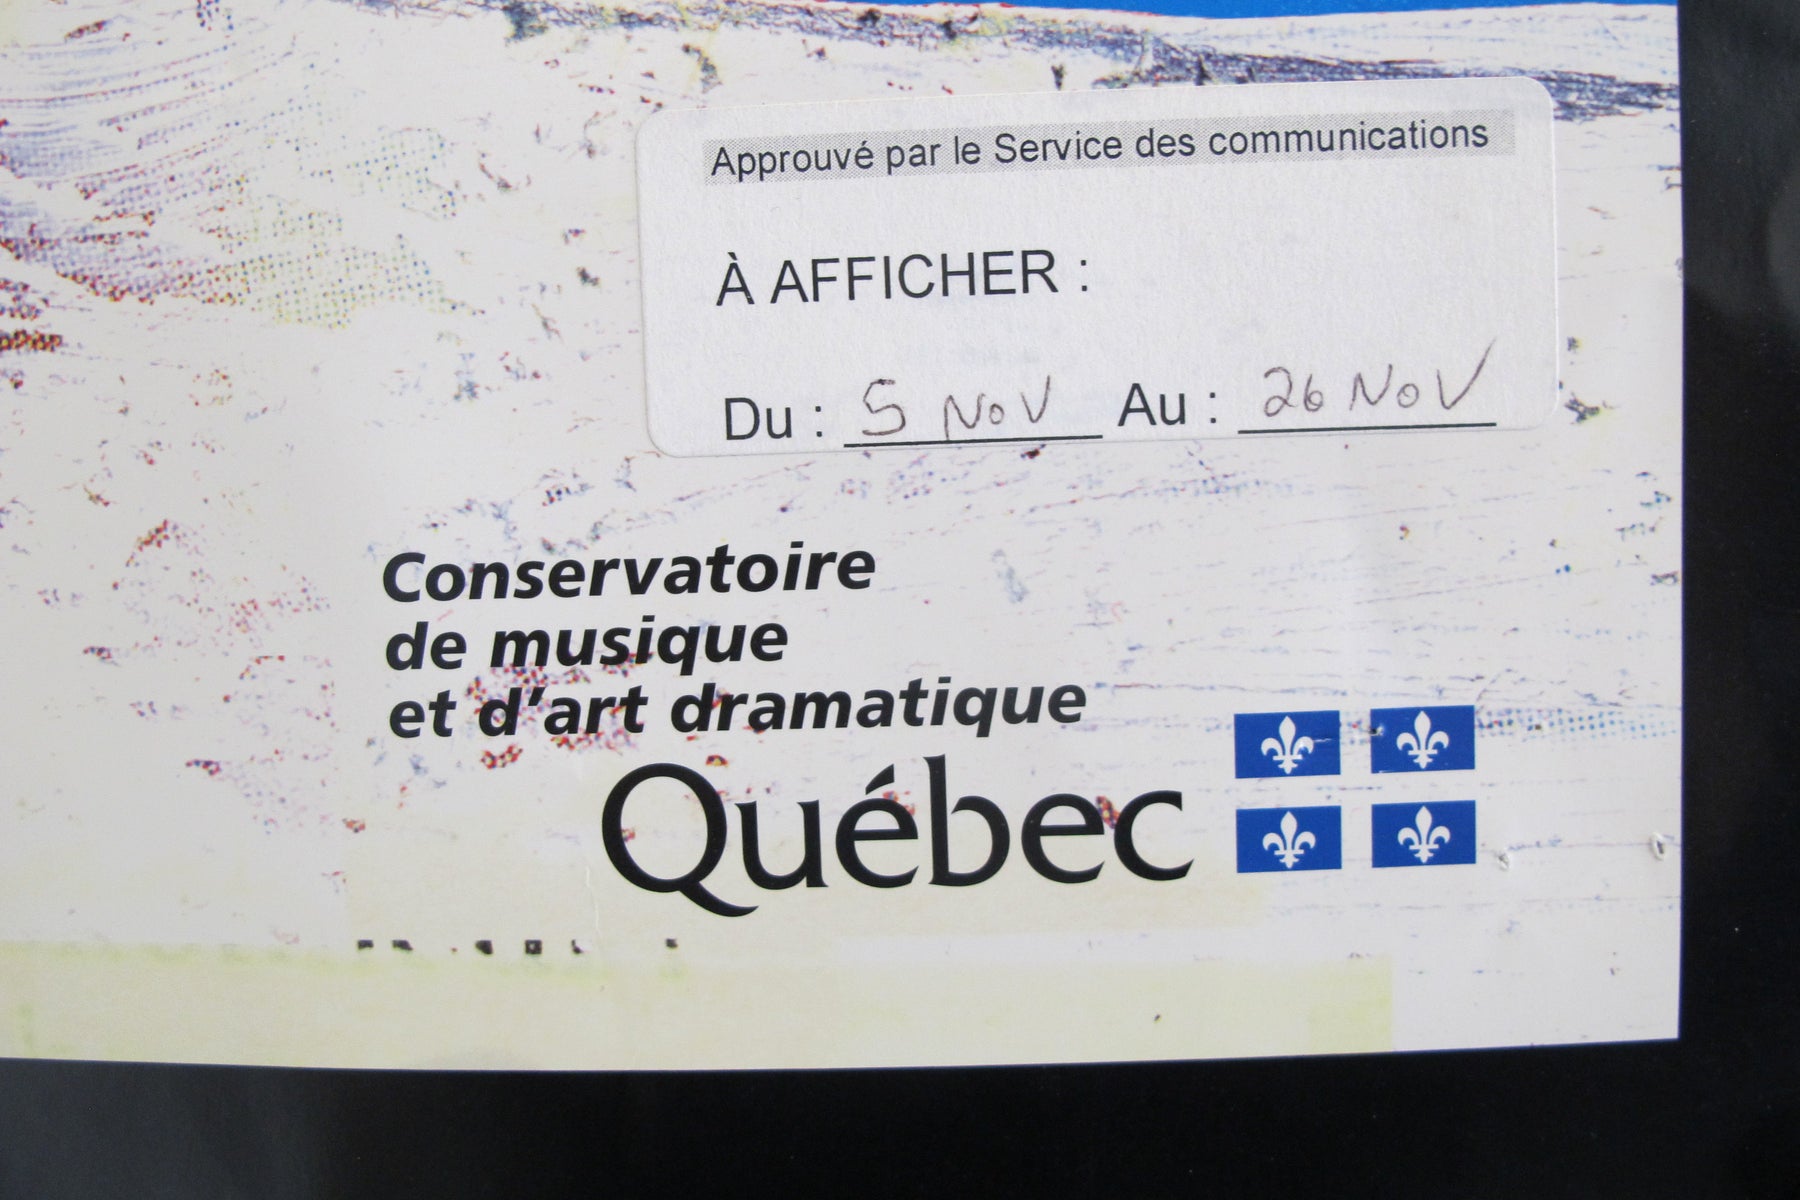 Approuvé par le Service des communications
À AFFICHER :
Du : 5 NOV Au : 26 NOV
Conservatoire
de musique
et d'art dramatique
Québec